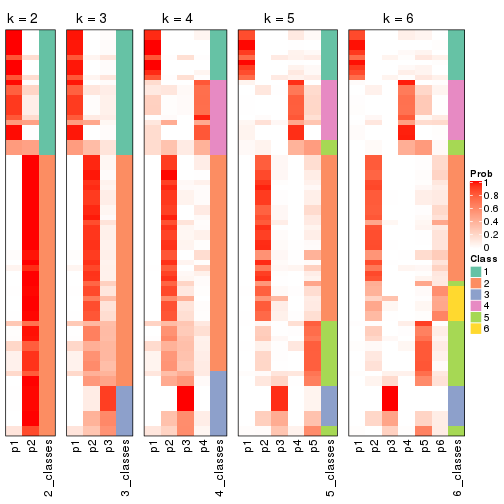 k = 2
k = 3
k = 4
k = 5
k = 6
Prob
1
0.8
0.6
0.4
0.2
0
Class
1
2
3
4
5
6
p1
p2
2_classes
p1
p2
p3
3_classes
p1
p2
p3
p4
4_classes
p1
p2
p3
p4
p5
5_classes
p1
p2
p3
p4
p5
p6
6_classes